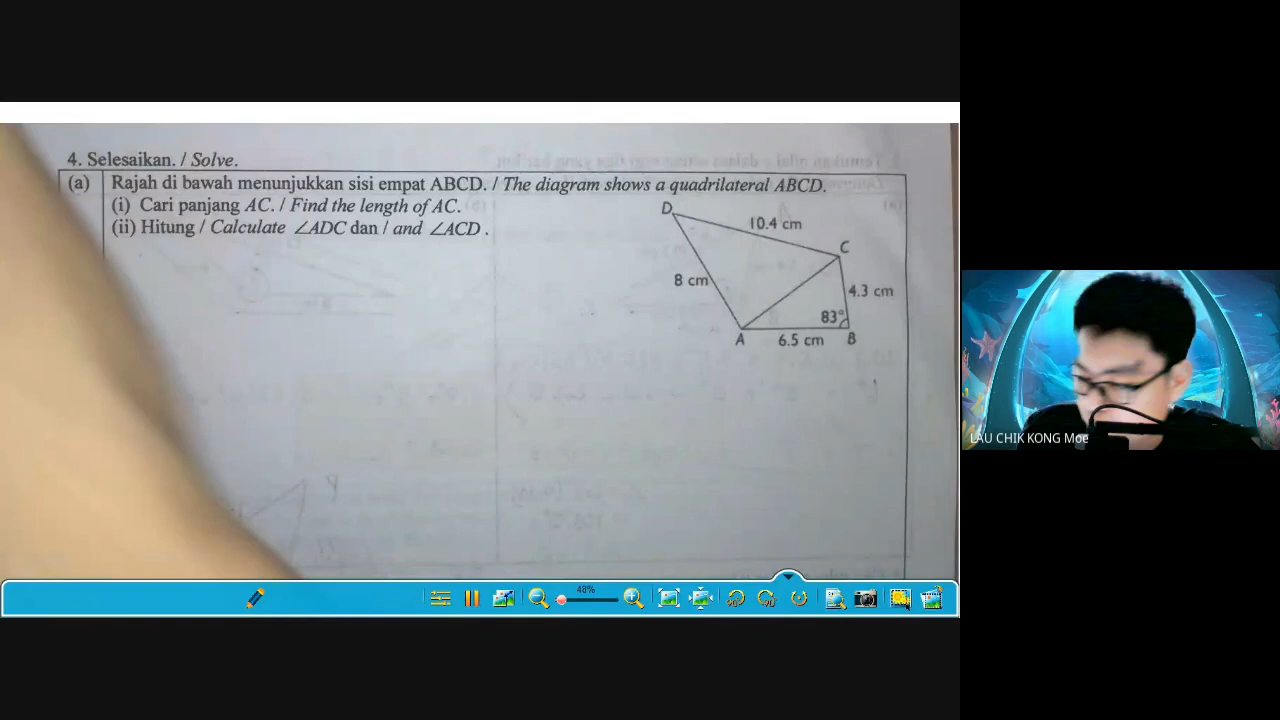 4. Selesaikan. / Solve.
(a) Rajah di bawah menunjukkan sisi empat ABCD. / The diagram shows a quadrilateral ABCD.
(i) Cari panjang AC. / Find the length of AC.
(ii) Hitung / Calculate ∠ADC dan / and ∠ACD .
D
10.4 cm
C
8 cm
4.3 cm
83°
A
6.5 cm
B
48%
LAU CHIK KONG Moe